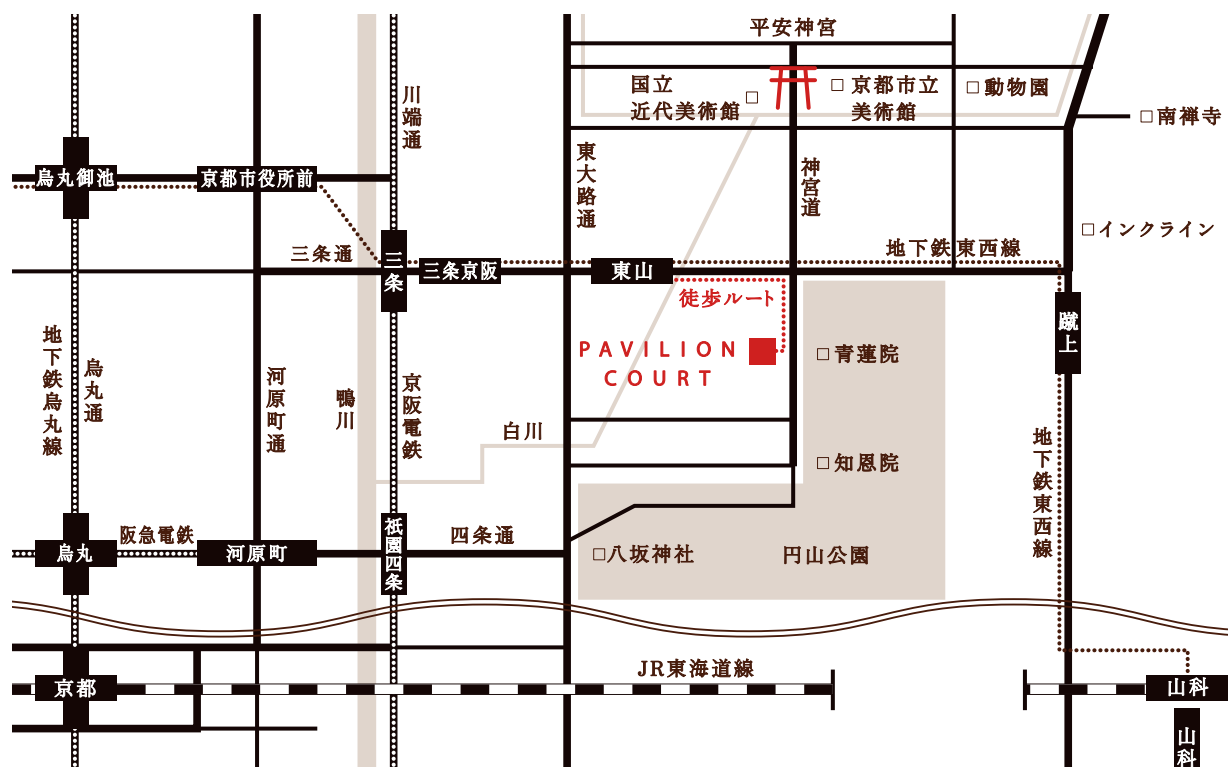 平安神宮
国立
近代美術館
京都市立
美術館
動物園
南禅寺
川端通
東大路通
神宮道
烏丸御池
京都市役所前
インクライン
三条通
三条
三条京阪
東山
地下鉄東西線
徒歩ルート
蹴上
PAVILION
COURT
青蓮院
地下鉄烏丸線
烏丸通
河原町通
鴨川
京阪電鉄
白川
知恩院
地下鉄東西線
阪急電鉄
烏丸
河原町
祇園四条
四条通
八坂神社
円山公園
JR東海道線
京都
山科
山科